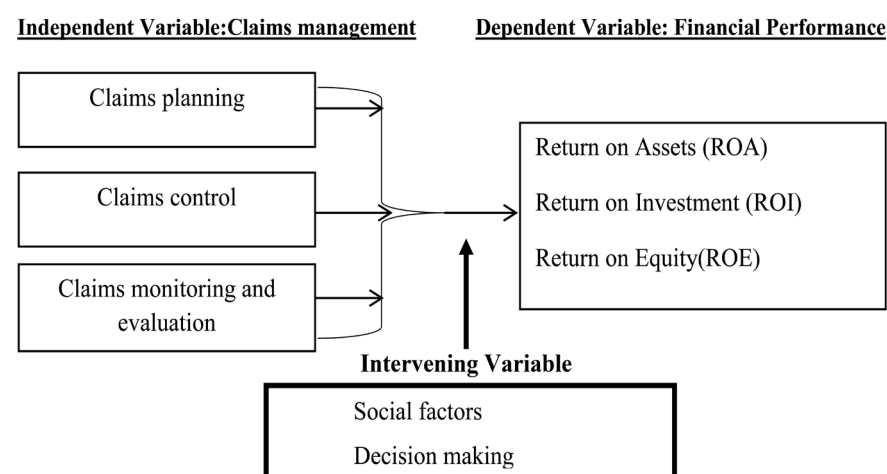 Independent Variable:Claims management
Dependent Variable: Financial Performance
Claims planning
Claims control
Claims monitoring and
evaluation
Return on Assets (ROA)
Return on Investment (ROI)
Return on Equity(ROE)
Intervening Variable
Social factors
Decision making